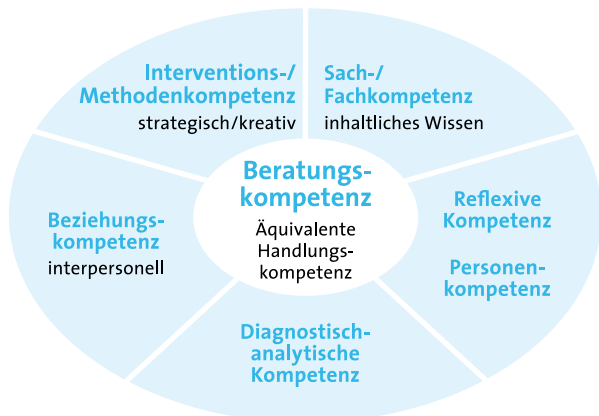 Interventions-/
Methodenkompetenz
strategisch/kreativ
Sach-/
Fachkompetenz
inhaltliches Wissen
Beratungs-
kompetenz
Äquivalente
Handlungs-
kompetenz
Beziehungs-
kompetenz
interpersonell
Reflexive
Kompetenz
Personen-
kompetenz
Diagnostisch-
analytische
Kompetenz